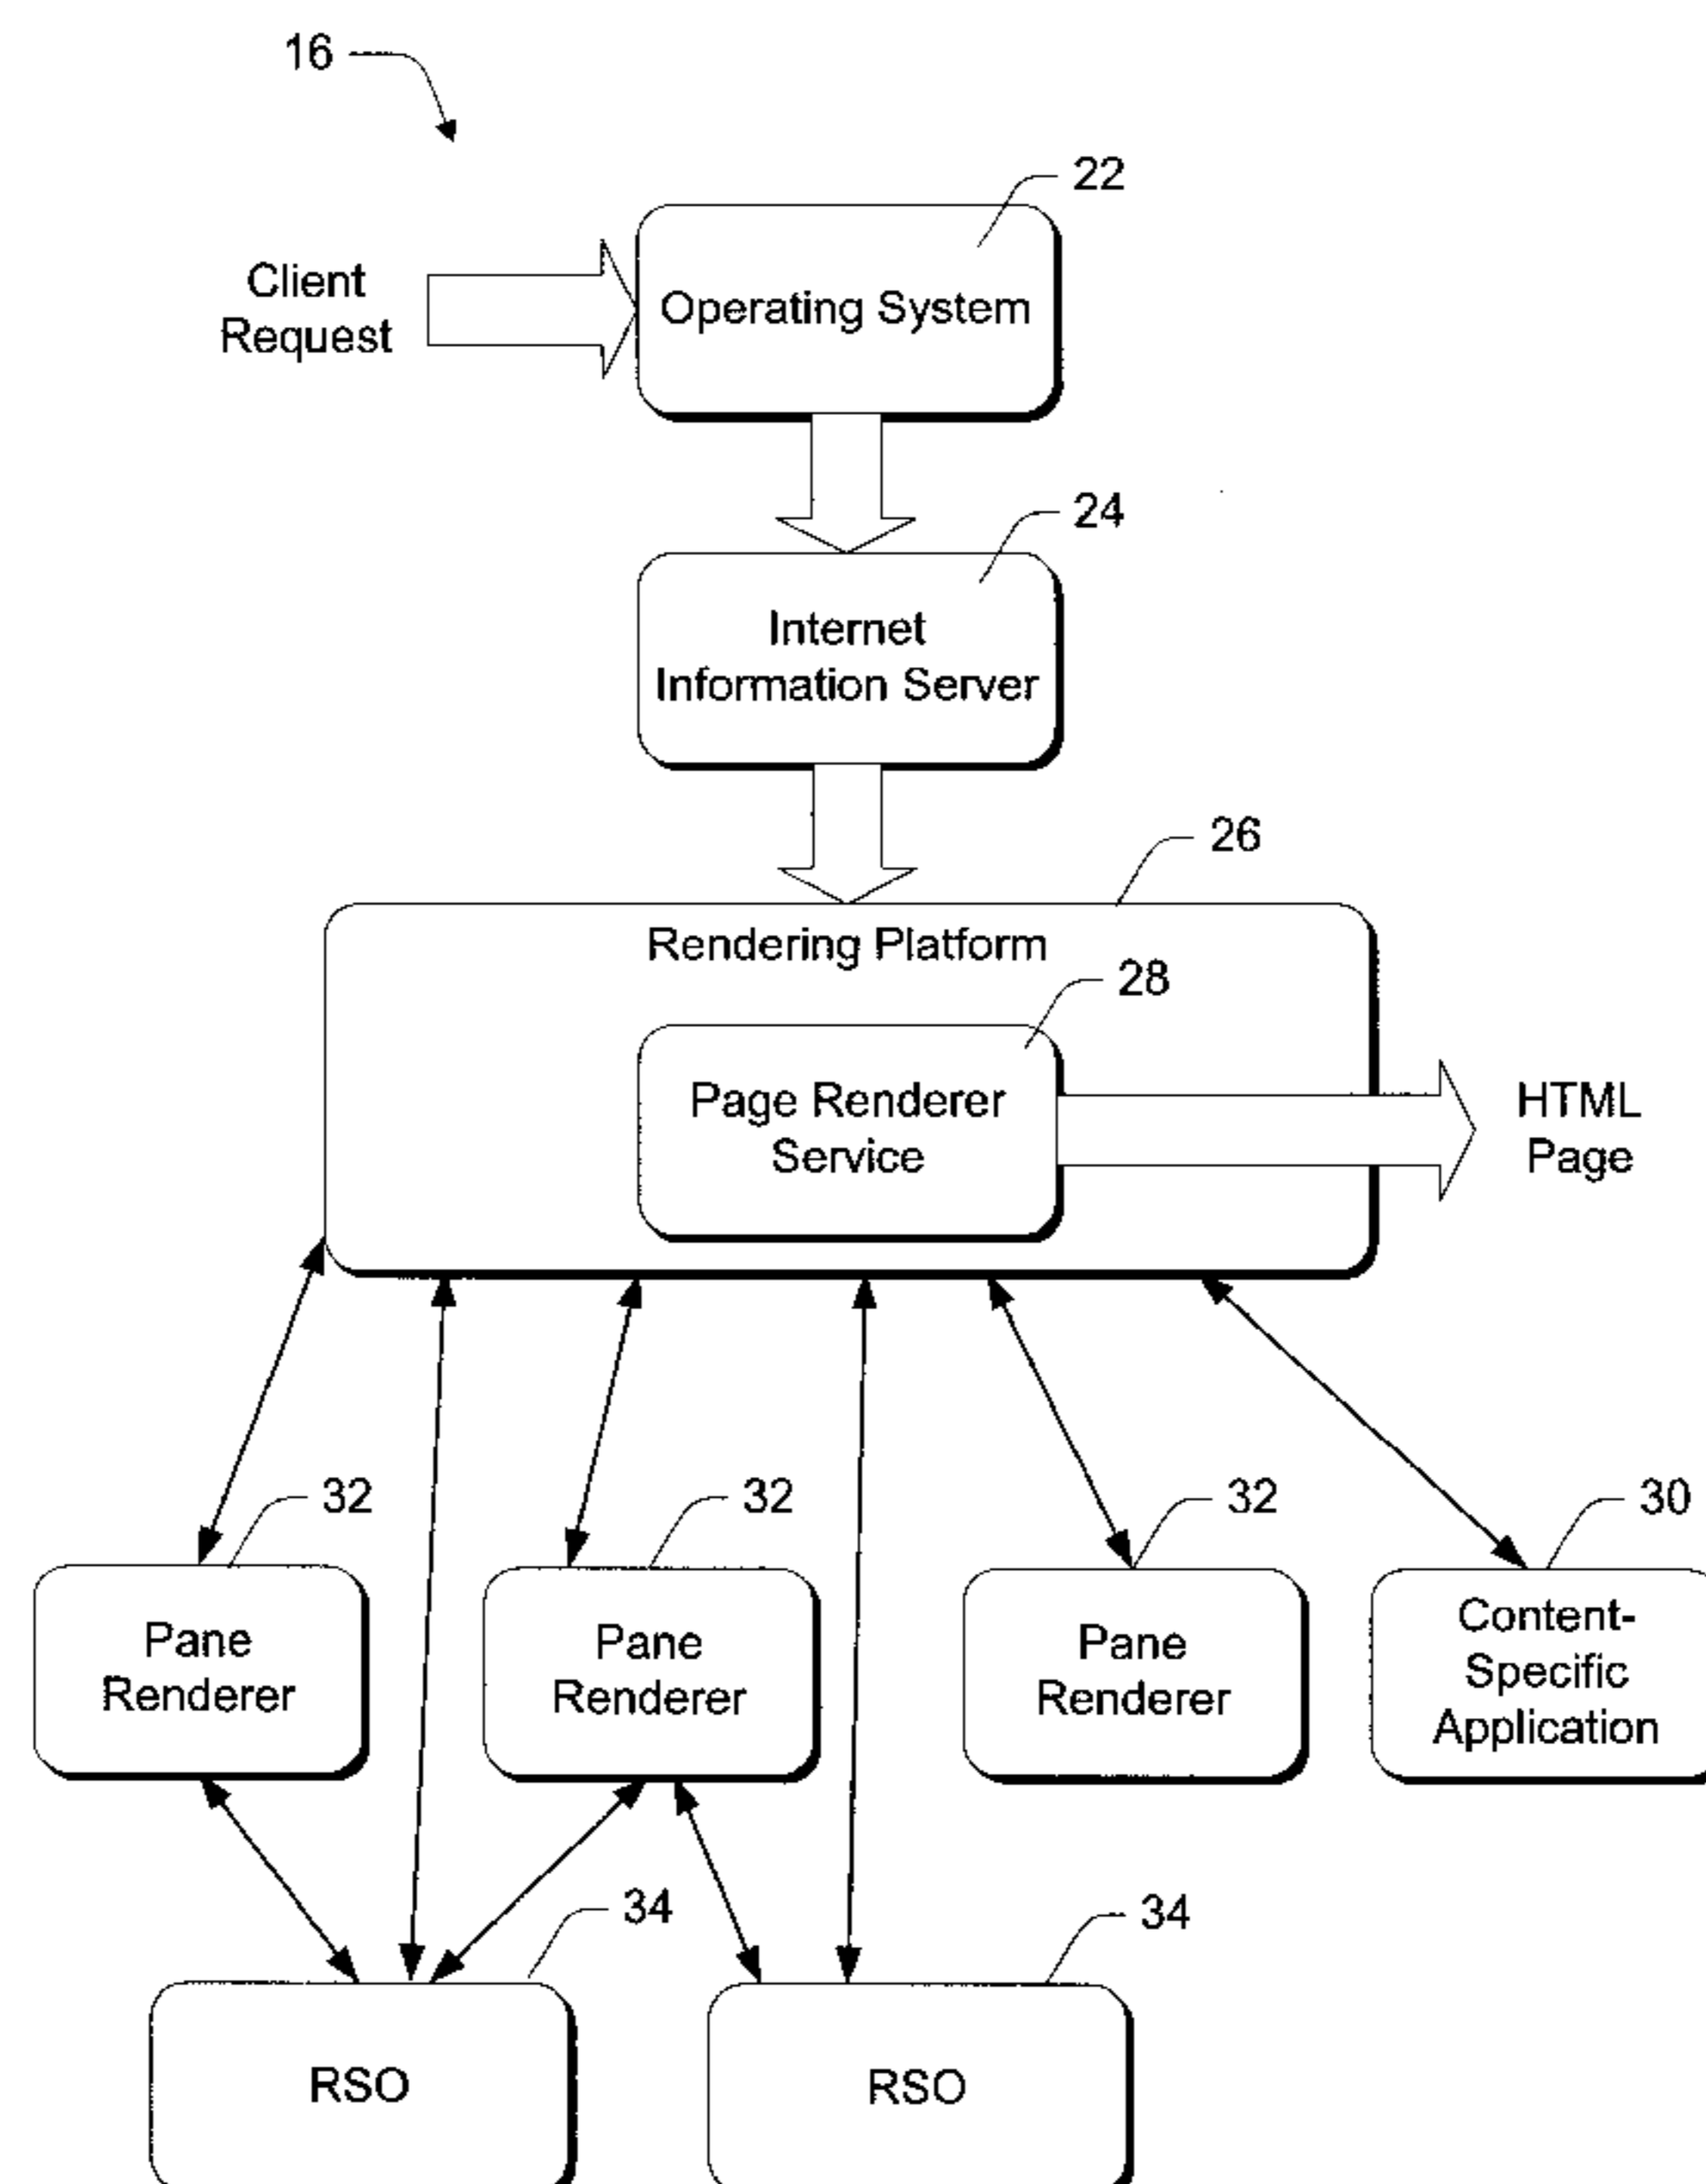 16
22
Client
Request
Operating System
24
Internet
Information Server
26
Rendering Platform
28
Page Renderer
Service
HTML
Page
32
32
32
30
Pane
Renderer
Pane
Renderer
Pane
Renderer
Content-
Specific
Application
34
34
RSO
RSO